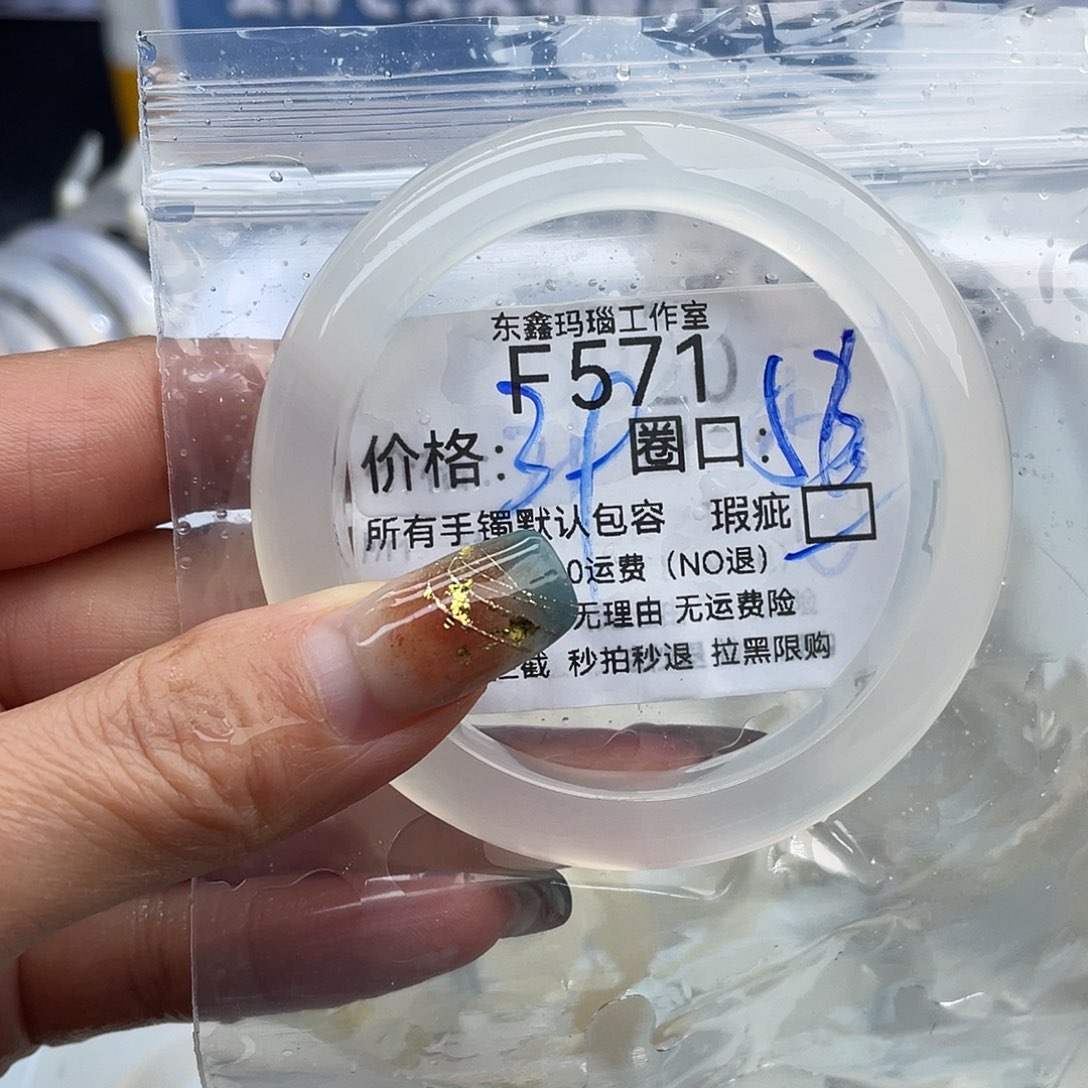 东鑫玛瑙工作室
F571
价格: 圈口:
所有手镯默认包容 瑕疵
0运费（NO退）
无理由 无运费险
截 秒拍秒退 拉黑限购